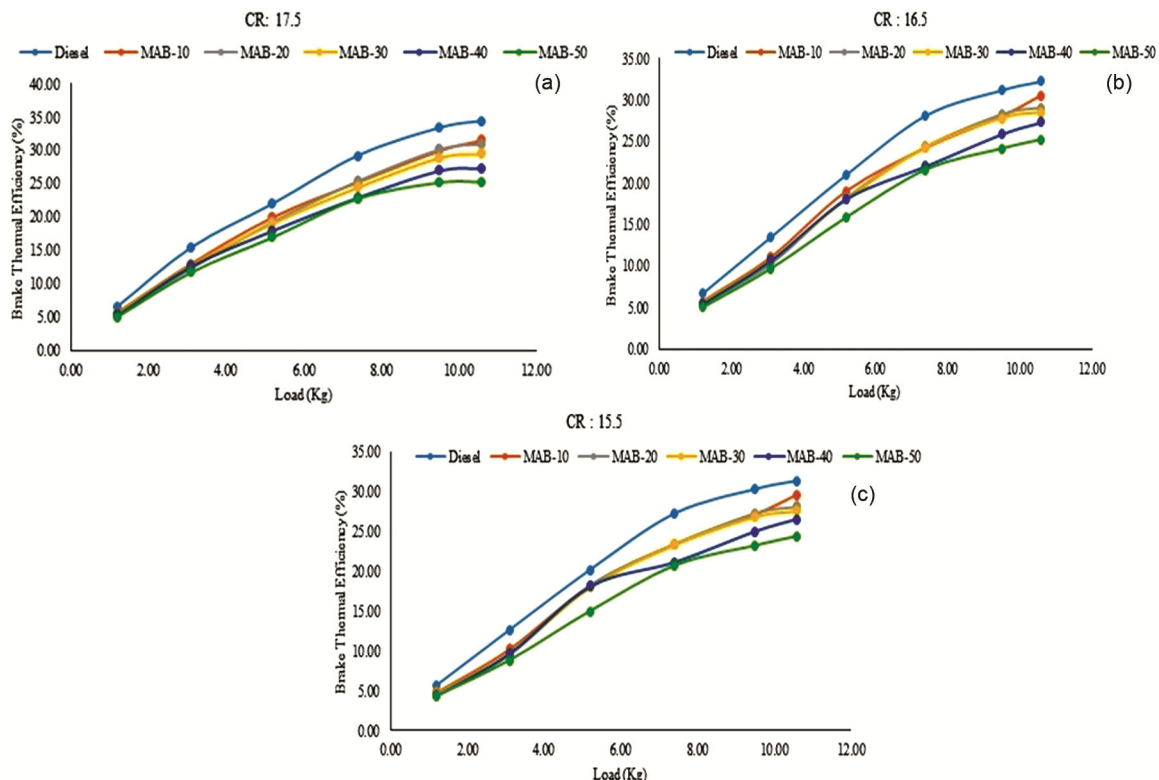 CR: 17.5
Diesel MAB-10 MAB-20 MAB-30 MAB-40 MAB-50
(a)
40.00
35.00
30.00
25.00
20.00
15.00
10.00
5.00
0.00
Brake Thermal Efficiency (%)
0.00 2.00 4.00 6.00 8.00 10.00 12.00
Load (Kg)
CR : 16.5
Diesel MAB-10 MAB-20 MAB-30 MAB-40 MAB-50
(b)
35.00
30.00
25.00
20.00
15.00
10.00
5.00
0.00
Brake Thermal Efficiency (%)
0.00 2.00 4.00 6.00 8.00 10.00 12.00
Load (Kg)
CR : 15.5
Diesel MAB-10 MAB-20 MAB-30 MAB-40 MAB-50
(c)
35.00
30.00
25.00
20.00
15.00
10.00
5.00
0.00
Brake Thermal Efficiency (%)
0.00 2.00 4.00 6.00 8.00 10.00 12.00
Load (Kg)